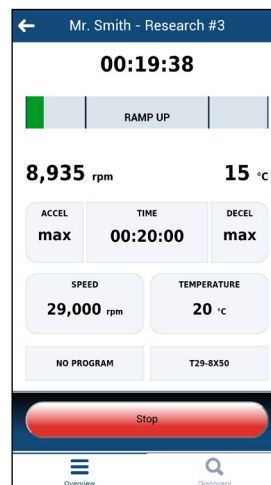 Mr. Smith - Research #3
00:19:38
RAMP UP
8,935 rpm 15 °C
ACCEL TIME DECEL
max 00:20:00 max
SPEED TEMPERATURE
29,000 rpm 20 °C
NO PROGRAM T29-8X50
Stop
Overview Discovery